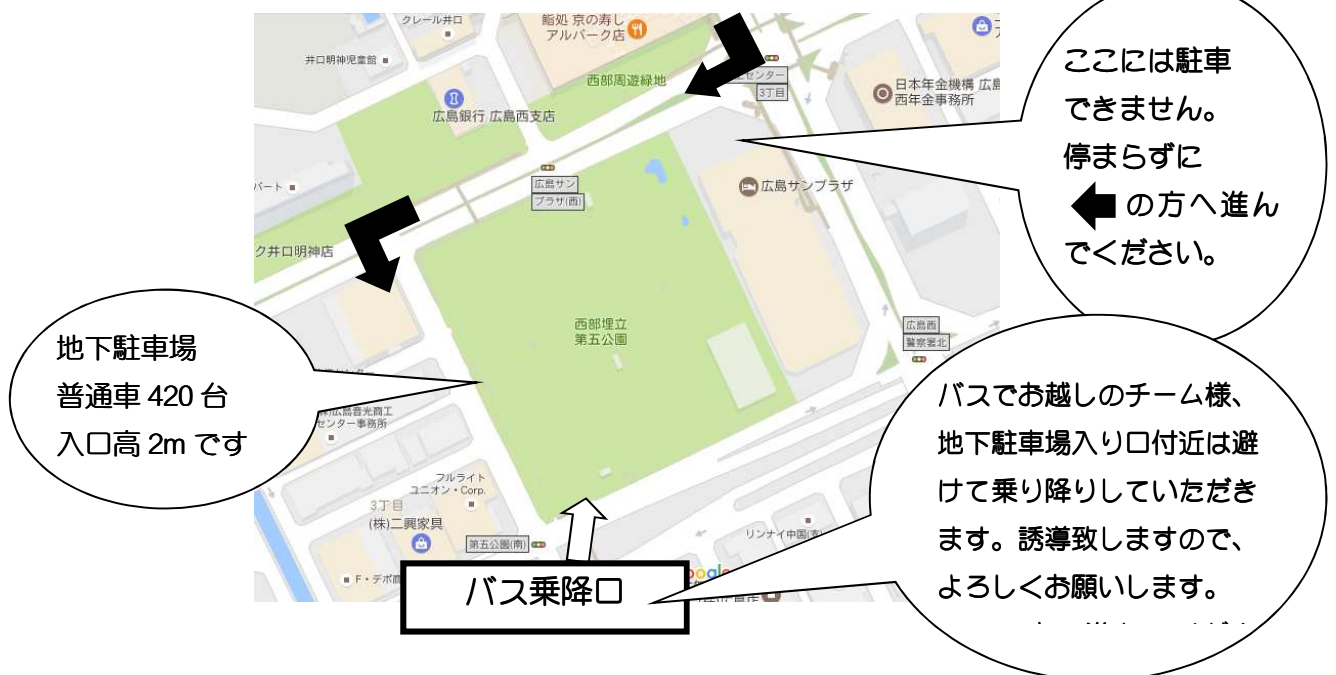 クレール井口
鮨処 京の寿し
アルパーク店
井口明神児童館
西部周遊緑地
センター
3丁目
日本年金機構 広島
西年金事務所
広島銀行 広島西支店
パート
広島サン
プラザ(西)
広島サンプラザ
ク井口明神店
西部埋立
第五公園
広島西
警察署北
㈱広島音光商工
センター事務所
フルライト
ユニオン・Corp.
3丁目
(株)二興家具
第五公園(南)
リンナイ中国(支)
F・デポ商
ここには駐車
できません。
停まらずに
の方へ進ん
でください。
地下駐車場
普通車 420 台
入口高 2m です
バスでお越しのチーム様、
地下駐車場入り口付近は避
けて乗り降りしていただき
ます。誘導致しますので、
よろしくお願いします。
バス乗降口